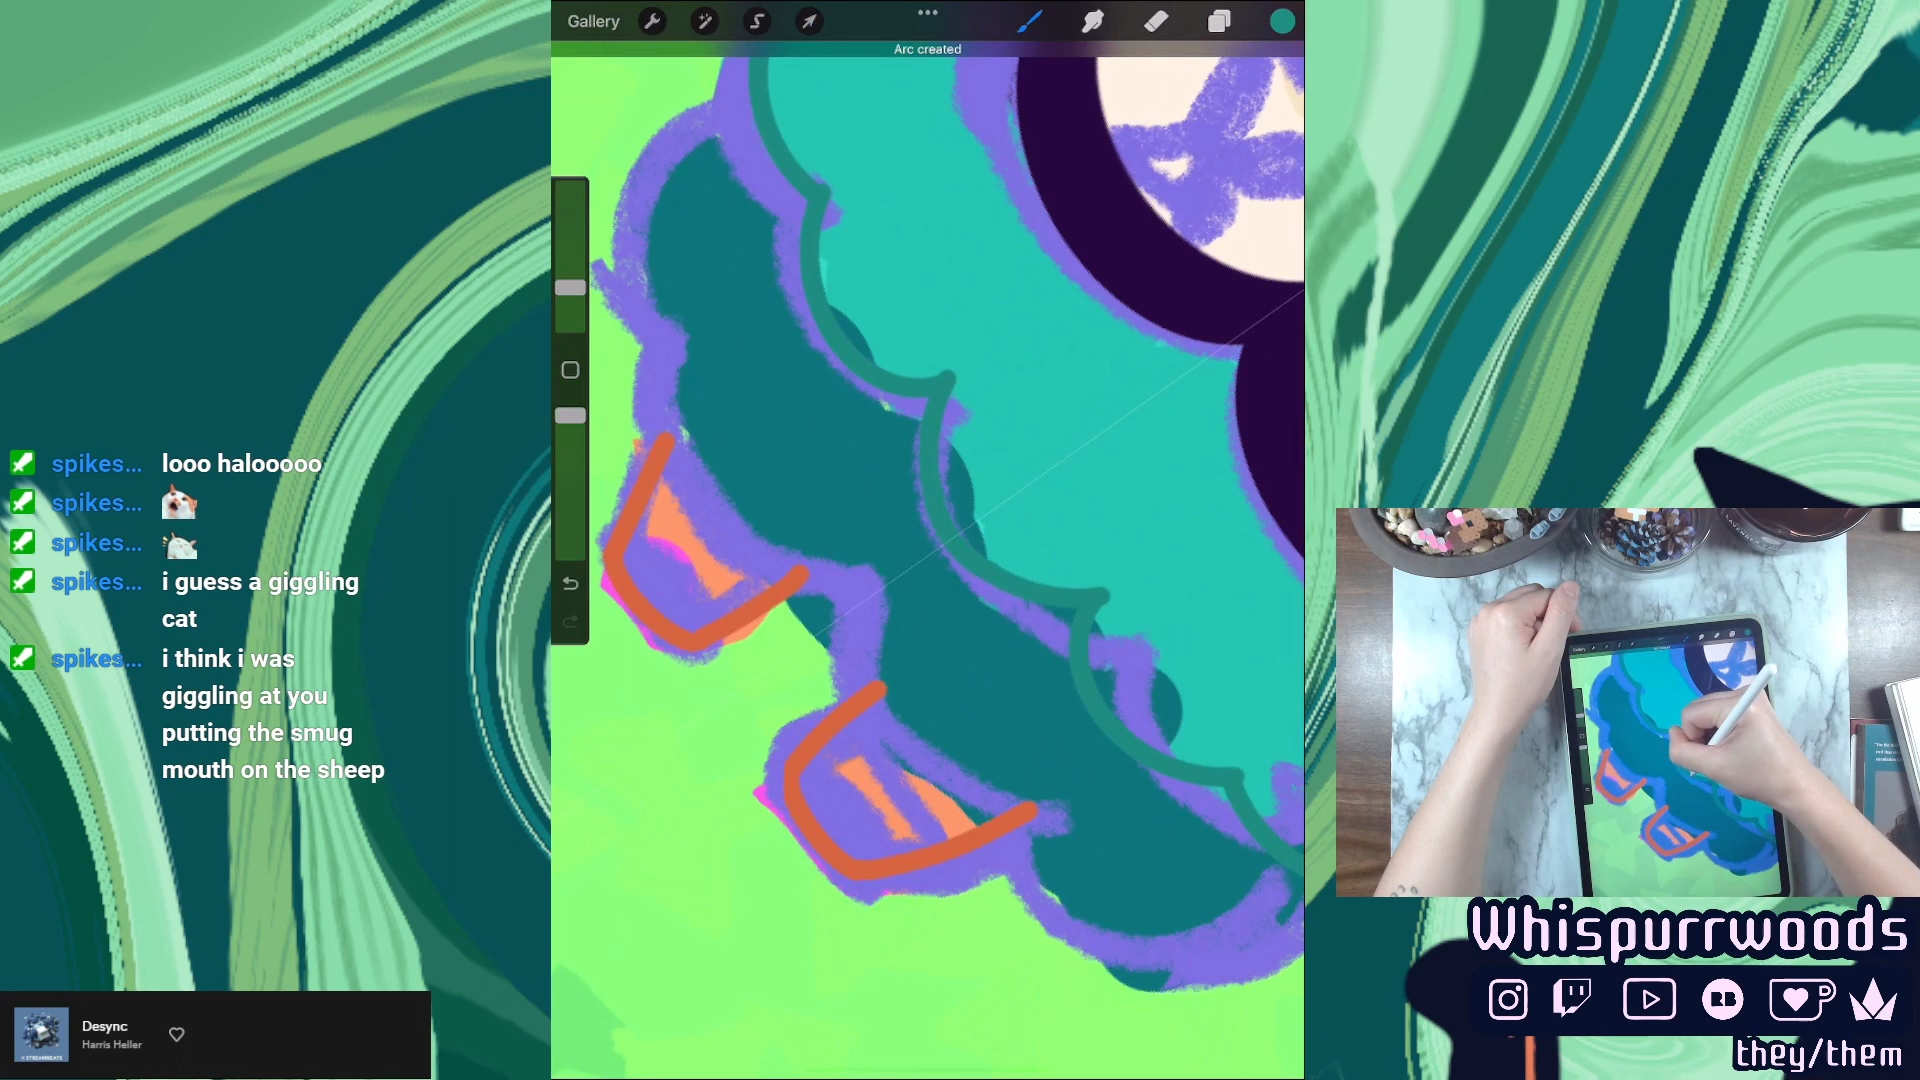 Gallery
Arc created
spikes... looo halooooo
spikes...
spikes...
spikes... i guess a giggling
cat
spikes... i think i was
giggling at you
putting the smug
mouth on the sheep
Desync
Harris Heller
Whispurrwoods
RB
they/them